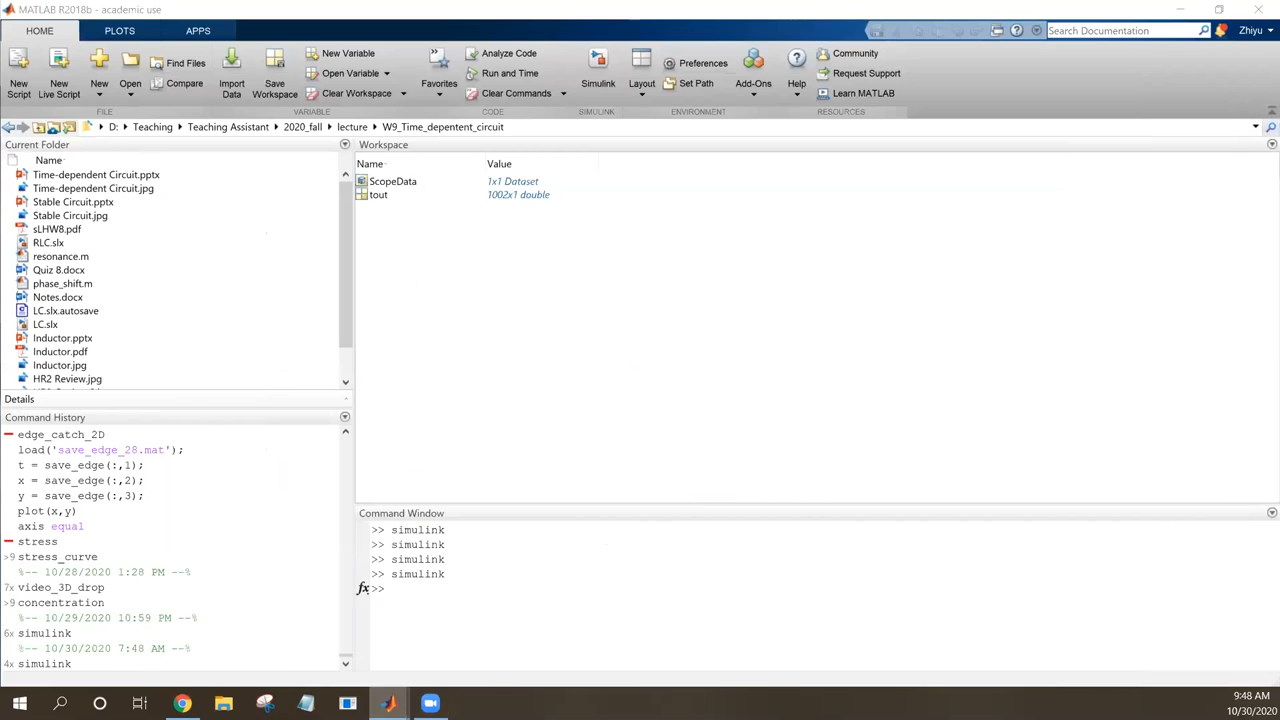 MATLAB R2018b - academic use
HOME PLOTS APPS
Search Documentation
Zhiyu
New Script
New Live Script
New
Open
Find Files
Compare
Import Data
Save Workspace
New Variable
Open Variable
Clear Workspace
Favorites
Analyze Code
Run and Time
Clear Commands
Simulink
Layout
Preferences
Set Path
Add-Ons
Help
Community
Request Support
Learn MATLAB
FILE VARIABLE CODE SIMULINK ENVIRONMENT RESOURCES
D: Teaching Teaching Assistant 2020_fall lecture W9_Time_depentent_circuit
Current Folder
Name
Time-dependent Circuit.pptx
Time-dependent Circuit.jpg
Stable Circuit.pptx
Stable Circuit.jpg
sLHW8.pdf
RLC.slx
resonance.m
Quiz 8.docx
phase_shift.m
Notes.docx
LC.slx.autosave
LC.slx
Inductor.pptx
Inductor.pdf
Inductor.jpg
HR2 Review.jpg
Details
Command History
edge_catch_2D
load('save_edge_28.mat');
t = save_edge(:,1);
x = save_edge(:,2);
y = save_edge(:,3);
plot(x,y)
axis equal
stress
>9 stress_curve
%-- 10/28/2020 1:28 PM --%
7x video_3D_drop
>9 concentration
%-- 10/29/2020 10:59 PM --%
6x simulink
%-- 10/30/2020 7:48 AM --%
4x simulink
Workspace
Name Value
ScopeData 1x1 Dataset
tout 1002x1 double
Command Window
>> simulink
>> simulink
>> simulink
>> simulink
fx >>
9:48 AM
10/30/2020